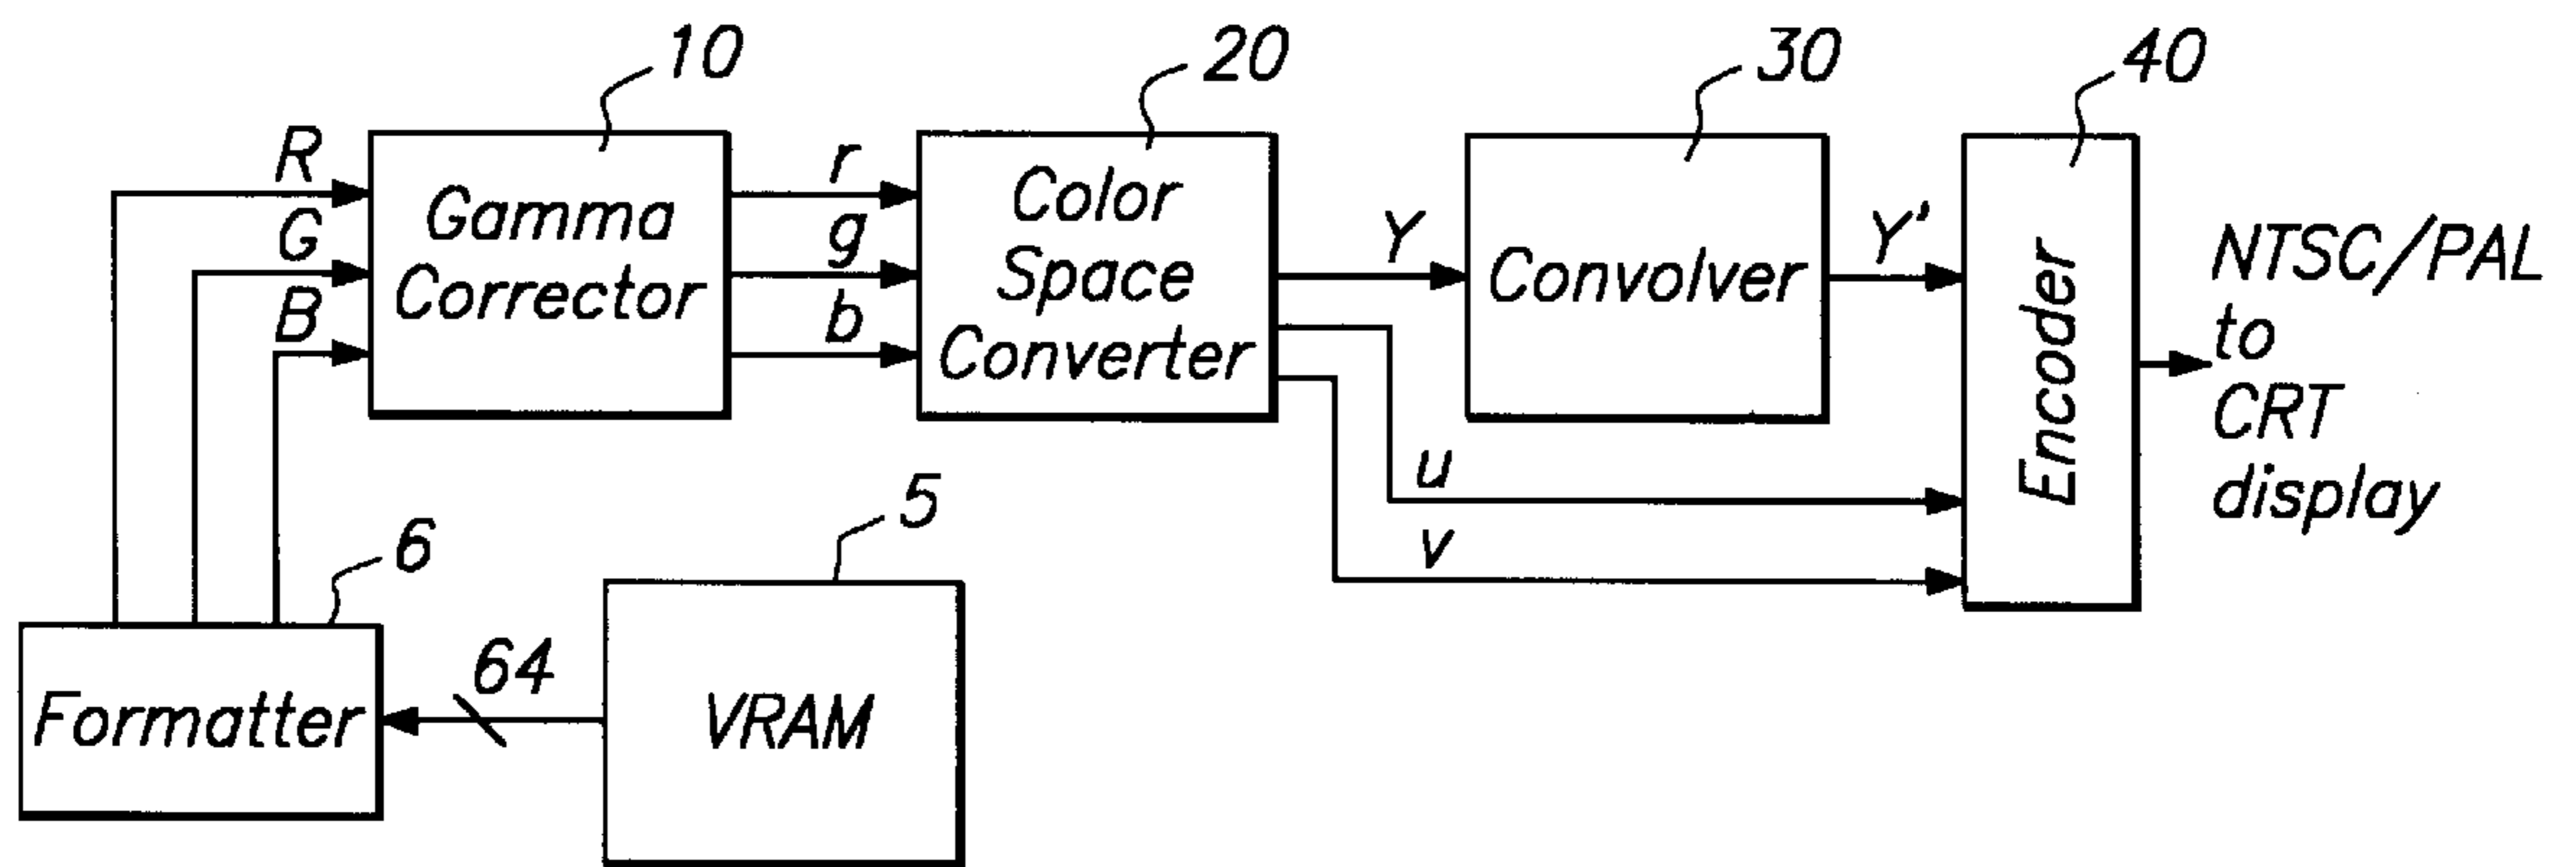 10
20
30
40
R
G
B
Gamma
Corrector
r
g
b
Color
Space
Converter
Y
Convolver
Y'
Encoder
NTSC/PAL
to
CRT
display
u
v
5
6
Formatter
64
VRAM